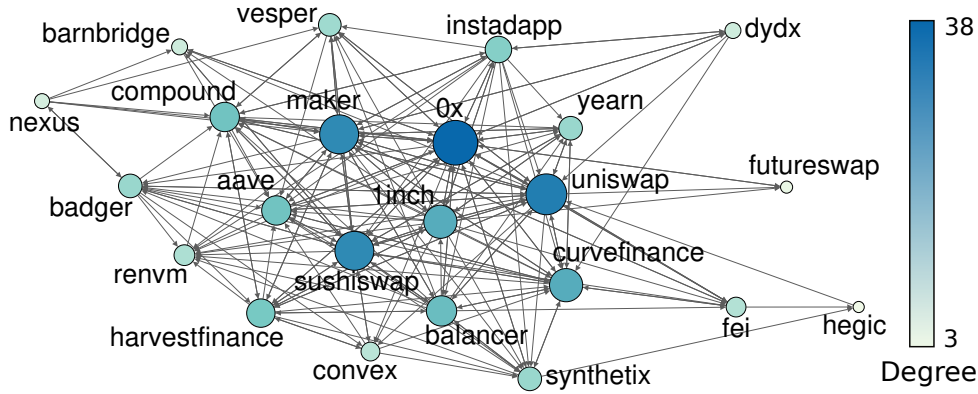 vesper
barnbridge
instadapp
dydx
38
compound
maker
0x
yearn
nexus
futureswap
aave
1inch
uniswap
badger
curvefinance
renvm
sushiswap
harvestfinance
balancer
fei
hegic
3
convex
synthetix
Degree